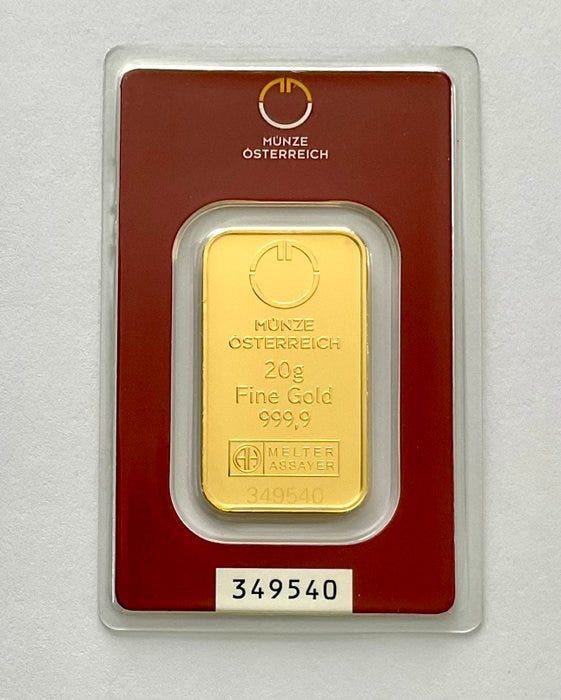 MÜNZE
ÖSTERREICH
MÜNZE
ÖSTERREICH
20g
Fine Gold
999,9
MELTER
ASSAYER
349540
349540